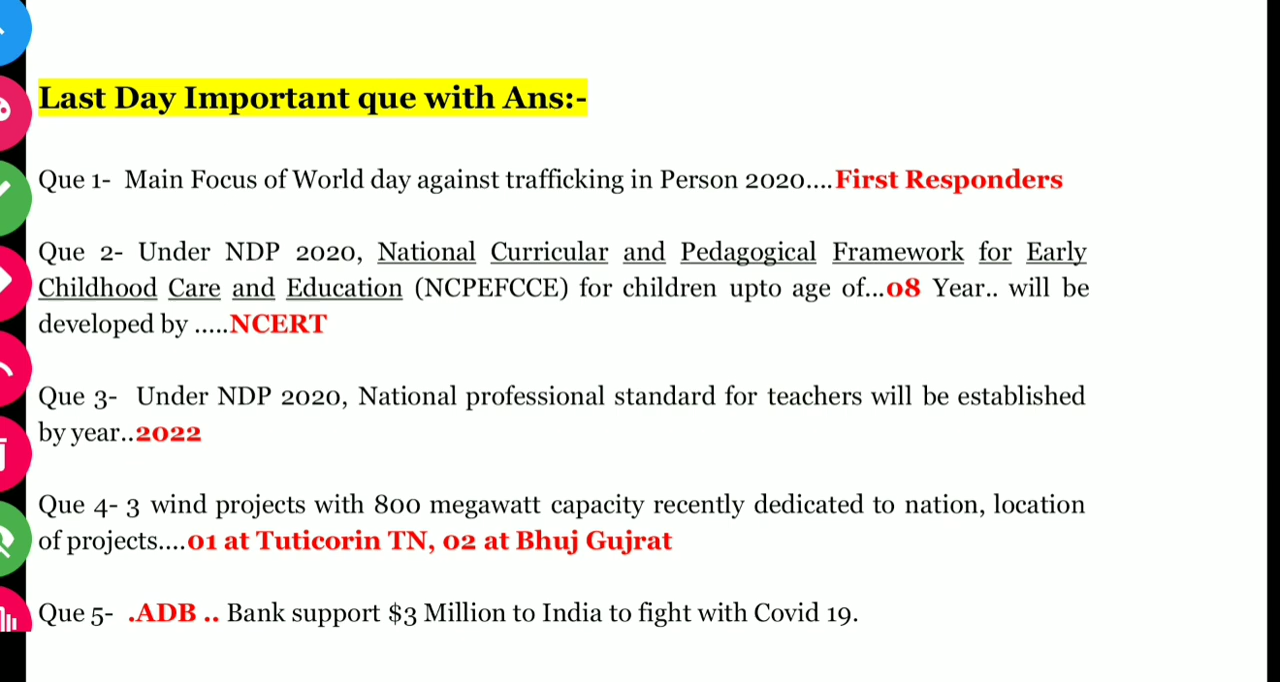 Last Day Important que with Ans:-
Que 1- Main Focus of World day against trafficking in Person 2020....First Responders
Que 2- Under NDP 2020, National Curricular and Pedagogical Framework for Early
Childhood Care and Education (NCPEFCCE) for children upto age of...08 Year.. will be
developed by .....NCERT
Que 3- Under NDP 2020, National professional standard for teachers will be established
by year..2022
Que 4- 3 wind projects with 800 megawatt capacity recently dedicated to nation, location
of projects....01 at Tuticorin TN, 02 at Bhuj Gujrat
Que 5- .ADB .. Bank support $3 Million to India to fight with Covid 19.